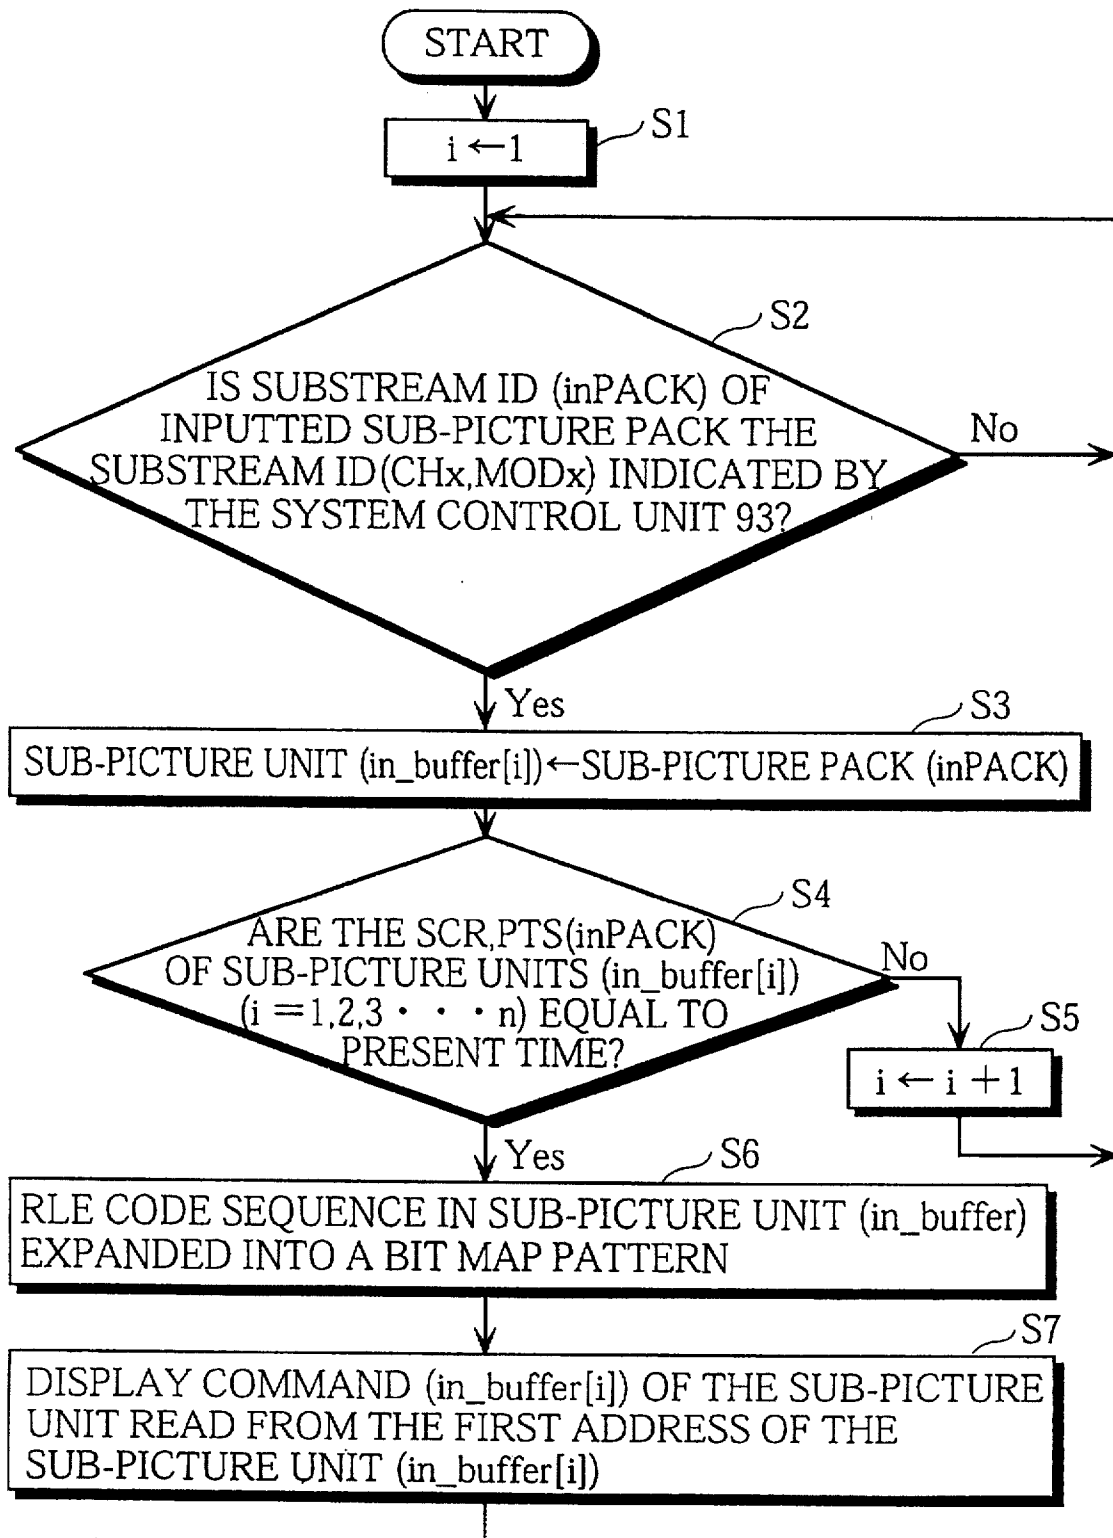 START
S1
i ←1
S2
IS SUBSTREAM ID (inPACK) OF
INPUTTED SUB-PICTURE PACK THE
SUBSTREAM ID(CHx,MODx) INDICATED BY
THE SYSTEM CONTROL UNIT 93?
No
Yes
S3
SUB-PICTURE UNIT (in_buffer[i])←SUB-PICTURE PACK (inPACK)
S4
ARE THE SCR,PTS(inPACK)
OF SUB-PICTURE UNITS (in_buffer[i])
(i =1,2,3 · · · n) EQUAL TO
PRESENT TIME?
No
S5
i ← i + 1
Yes
S6
RLE CODE SEQUENCE IN SUB-PICTURE UNIT (in_buffer)
EXPANDED INTO A BIT MAP PATTERN
S7
DISPLAY COMMAND (in_buffer[i]) OF THE SUB-PICTURE
UNIT READ FROM THE FIRST ADDRESS OF THE
SUB-PICTURE UNIT (in_buffer[i])